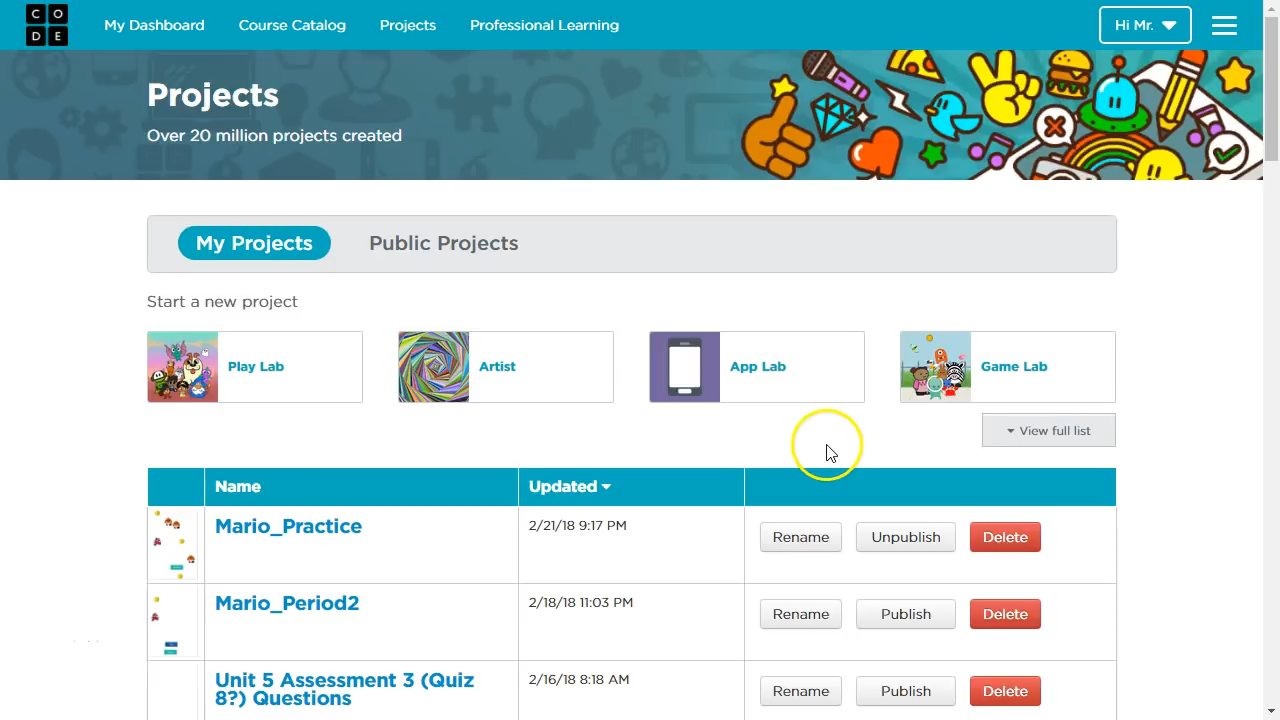 C O
D E
My Dashboard
Course Catalog
Projects
Professional Learning
Hi Mr.
Projects
Over 20 million projects created
My Projects
Public Projects
Start a new project
Play Lab
Artist
App Lab
Game Lab
View full list
Name
Updated
Mario_Practice
2/21/18 9:17 PM
Rename
Unpublish
Delete
Mario_Period2
2/18/18 11:03 PM
Rename
Publish
Delete
Unit 5 Assessment 3 (Quiz
8?) Questions
2/16/18 8:18 AM
Rename
Publish
Delete